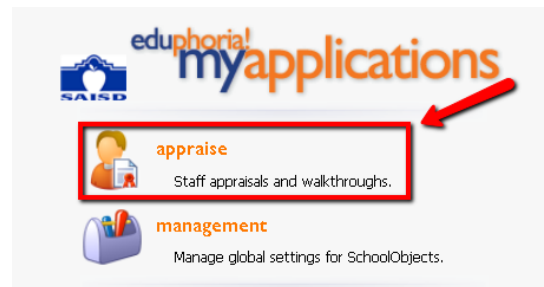 eduphoria!
myapplications
SAISD
appraise
Staff appraisals and walkthroughs.
management
Manage global settings for SchoolObjects.